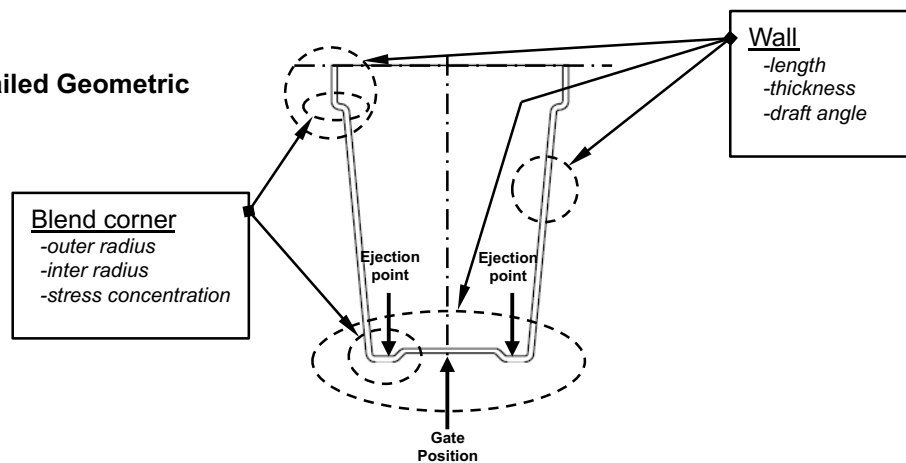 ailed Geometric
Wall
-length
-thickness
-draft angle
Blend corner
-outer radius
-inter radius
-stress concentration
Ejection
point
Ejection
point
Gate
Position